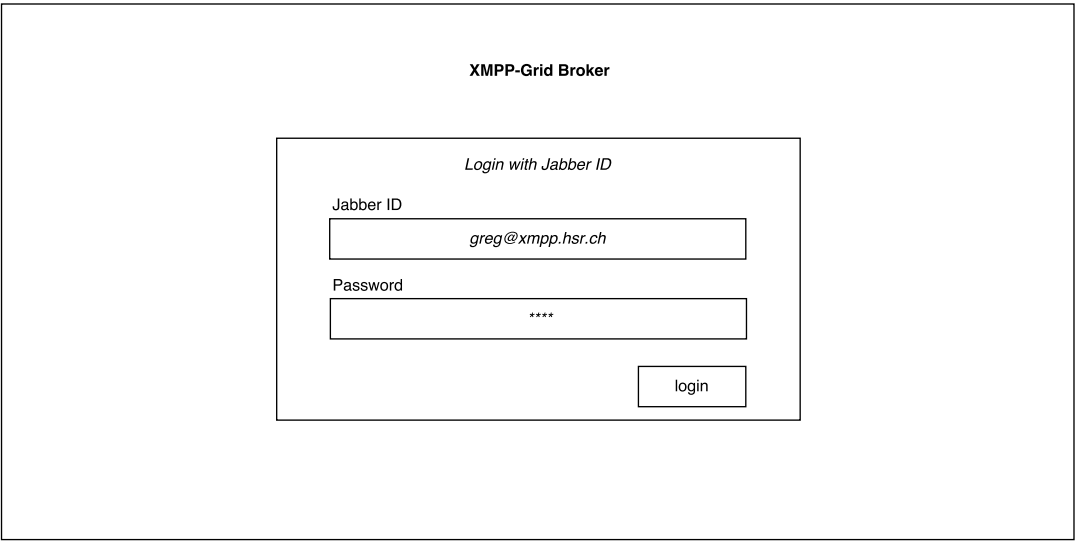 XMPP-Grid Broker
Login with Jabber ID
Jabber ID
greg@xmpp.hsr.ch
Password
****
login